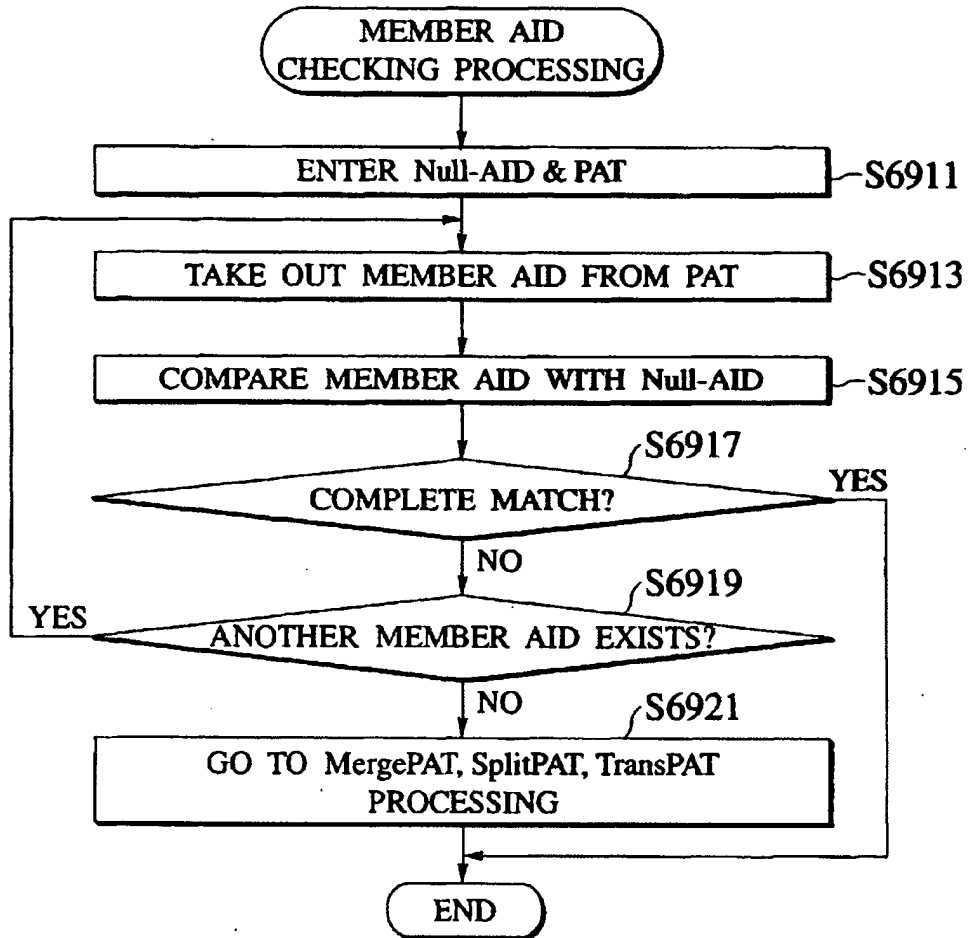 MEMBER AID
CHECKING PROCESSING
ENTER Null-AID & PAT
S6911
TAKE OUT MEMBER AID FROM PAT
S6913
COMPARE MEMBER AID WITH Null-AID
S6915
S6917
COMPLETE MATCH?
YES
NO
S6919
YES
ANOTHER MEMBER AID EXISTS?
NO
S6921
GO TO MergePAT, SplitPAT, TransPAT
PROCESSING
END